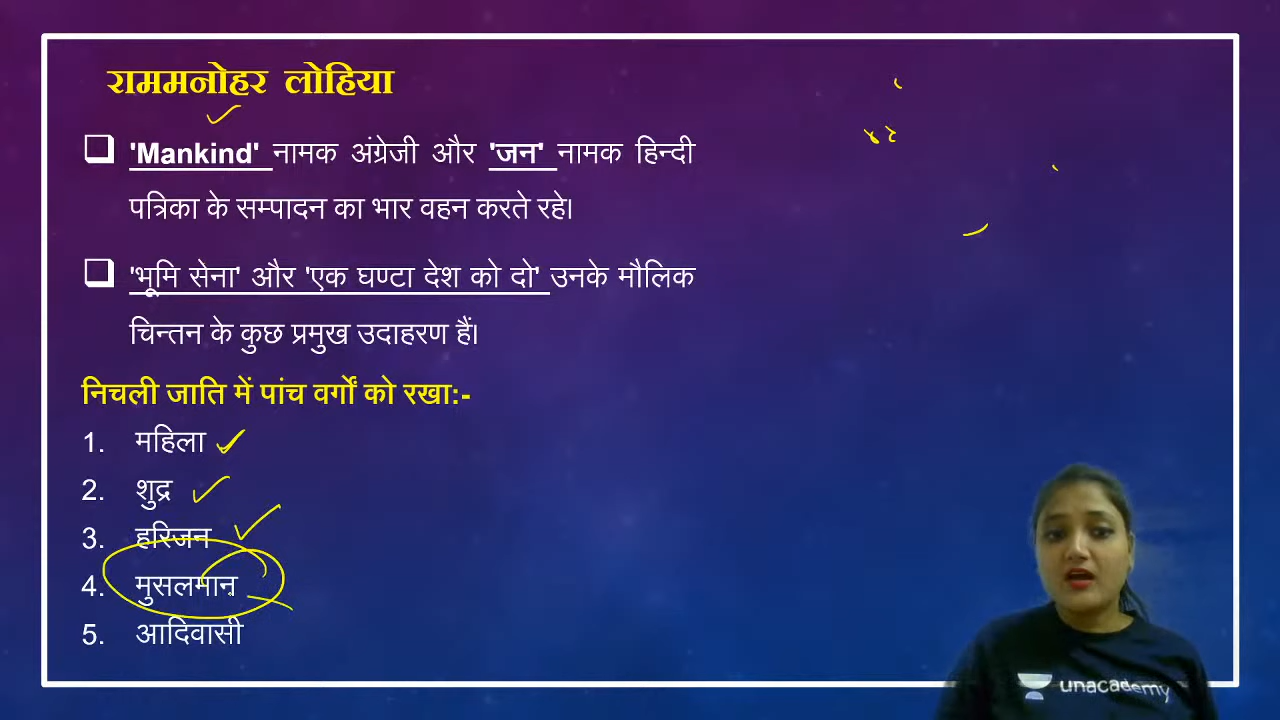 राममनोहर लोहिया
'Mankind' नामक अंग्रेजी और 'जन' नामक हिन्दी
पत्रिका के सम्पादन का भार वहन करते रहे।
'भूमि सेना' और 'एक घण्टा देश को दो' उनके मौलिक
चिन्तन के कुछ प्रमुख उदाहरण हैं।
निचली जाति में पांच वर्गों को रखा:-
1. महिला
2. शुद्र
3. हरिजन
4. मुसलमान
5. आदिवासी
unacademy